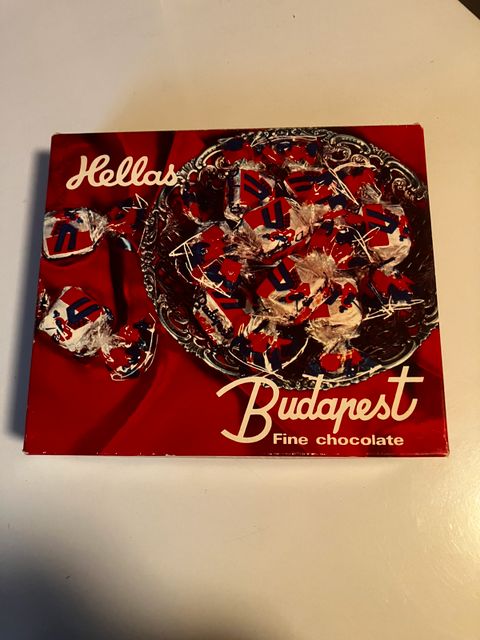 Hellas
Budapest
Fine chocolate